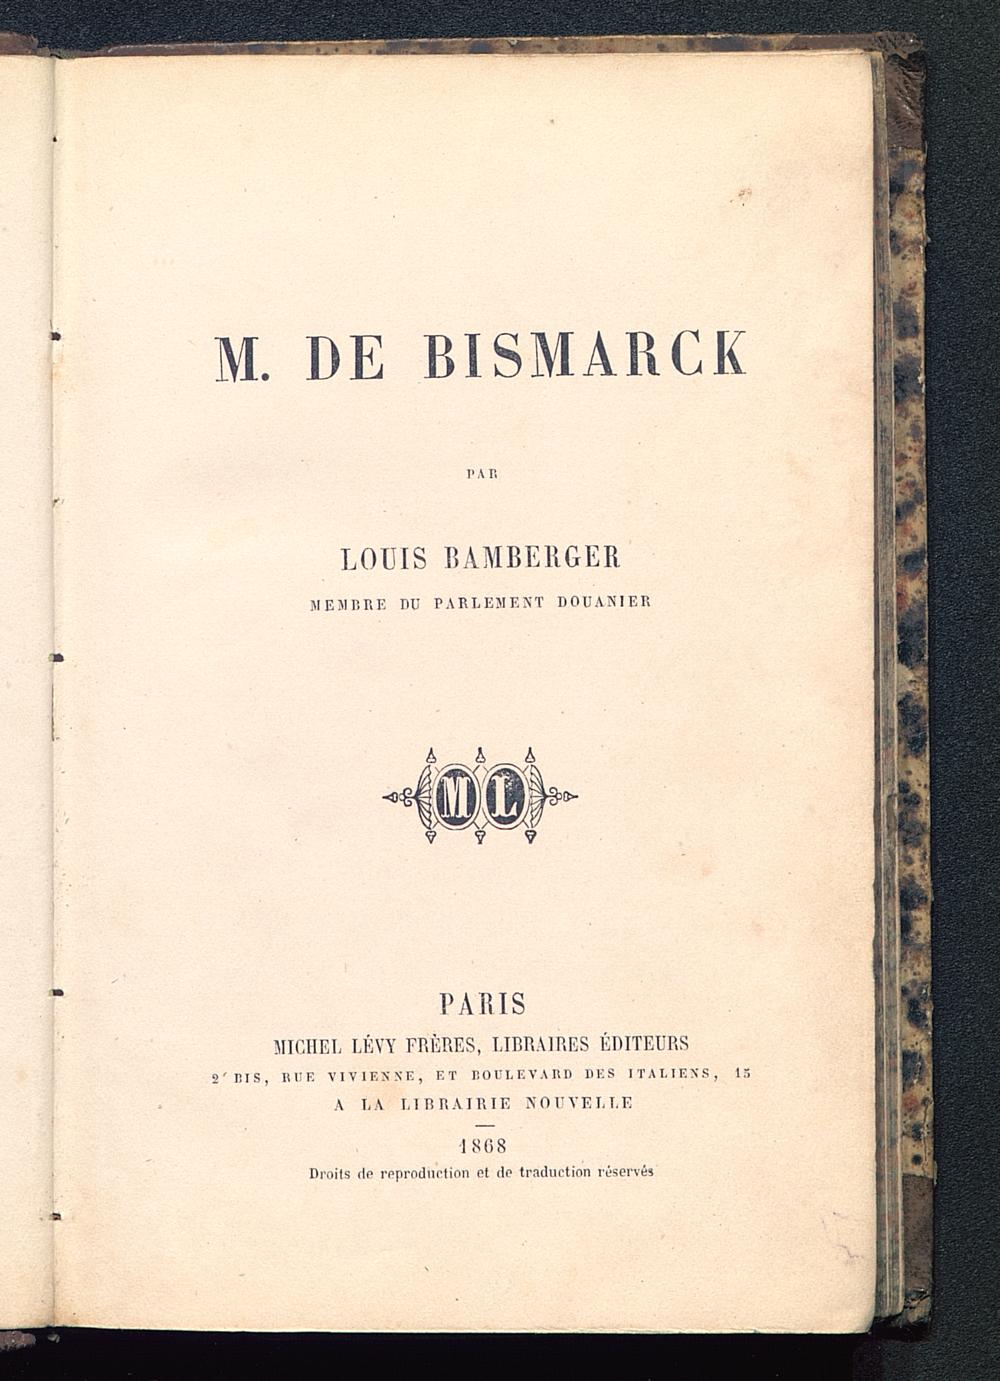 M. DE BISMARCK
PAR
LOUIS BAMBERGER
MEMBRE DU PARLEMENT DOUANIER
M L
PARIS
MICHEL LÉVY FRÈRES, LIBRAIRES ÉDITEURS
2' BIS, RUE VIVIENNE, ET BOULEVARD DES ITALIENS, 15
A LA LIBRAIRIE NOUVELLE
1868
Droits de reproduction et de traduction réservés